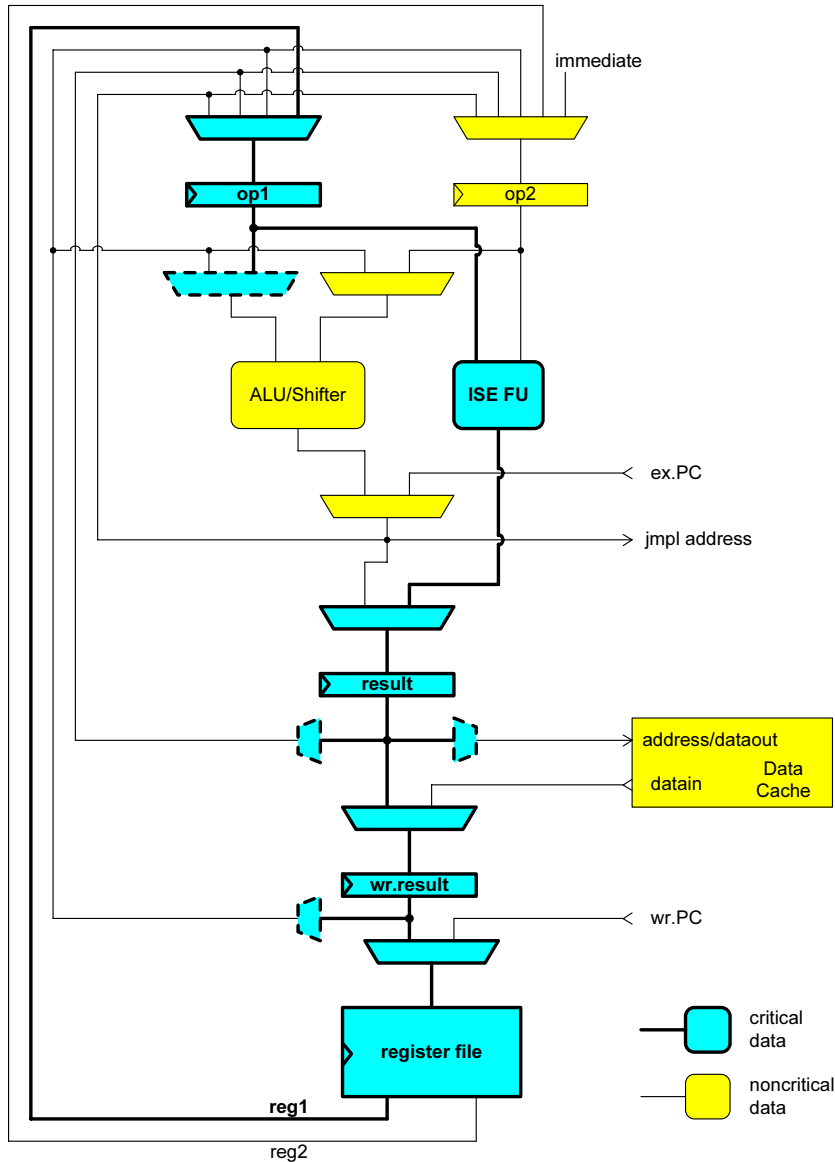 immediate
op1
op2
ALU/Shifter
ISE FU
ex.PC
jmpl address
result
address/dataout
datain
Data
Cache
wr.result
wr.PC
register file
critical
data
reg1
noncritical
data
reg2